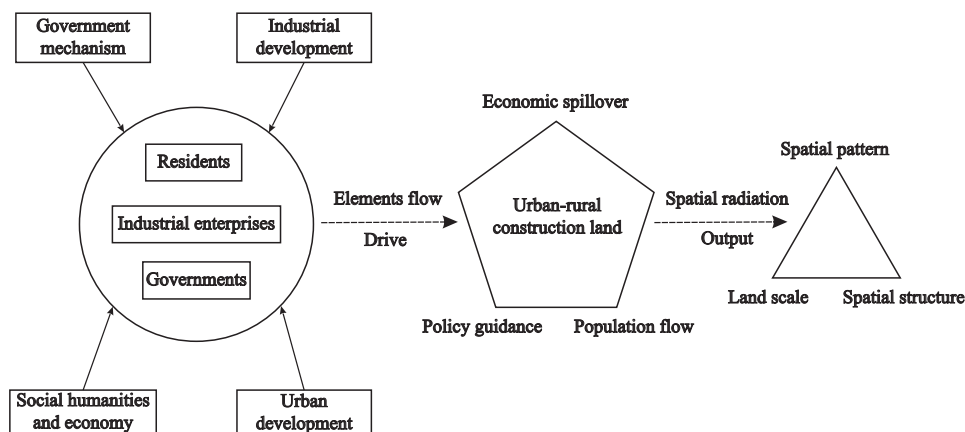 Government
mechanism
Industrial
development
Residents
Industrial enterprises
Governments
Social humanities
and economy
Urban
development
Elements flow
Drive
Economic spillover
Urban-rural
construction land
Policy guidance
Population flow
Spatial radiation
Output
Spatial pattern
Land scale
Spatial structure